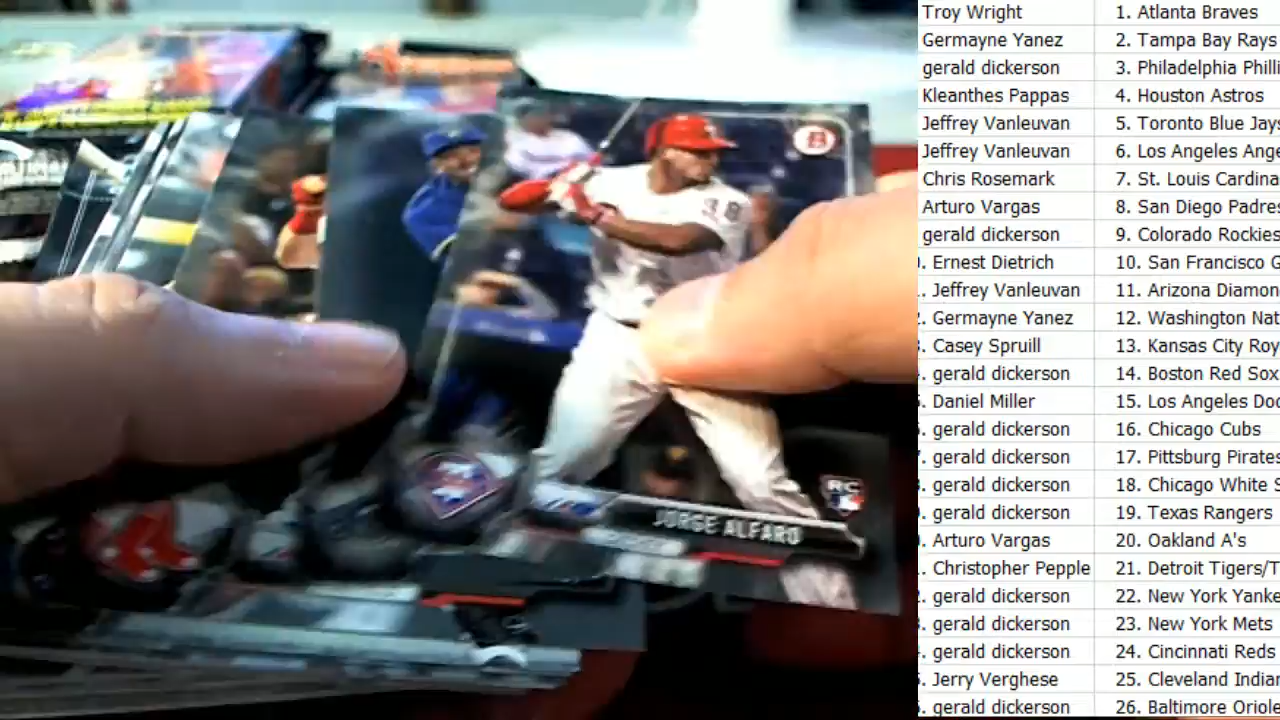 JORGE ALFARO
RC
38
Troy Wright 1. Atlanta Braves
Germayne Yanez 2. Tampa Bay Rays
gerald dickerson 3. Philadelphia Philli
Kleanthes Pappas 4. Houston Astros
Jeffrey Vanleuvan 5. Toronto Blue Jays
Jeffrey Vanleuvan 6. Los Angeles Ange
Chris Rosemark 7. St. Louis Cardina
Arturo Vargas 8. San Diego Padres
gerald dickerson 9. Colorado Rockies
. Ernest Dietrich 10. San Francisco G
. Jeffrey Vanleuvan 11. Arizona Diamon
. Germayne Yanez 12. Washington Nat
Casey Spruill 13. Kansas City Roy
. gerald dickerson 14. Boston Red Sox
Daniel Miller 15. Los Angeles Doc
gerald dickerson 16. Chicago Cubs
gerald dickerson 17. Pittsburg Pirates
gerald dickerson 18. Chicago White S
gerald dickerson 19. Texas Rangers
. Arturo Vargas 20. Oakland A's
. Christopher Pepple 21. Detroit Tigers/T
gerald dickerson 22. New York Yanke
gerald dickerson 23. New York Mets
. gerald dickerson 24. Cincinnati Reds
Jerry Verghese 25. Cleveland Indian
gerald dickerson 26. Baltimore Oriole